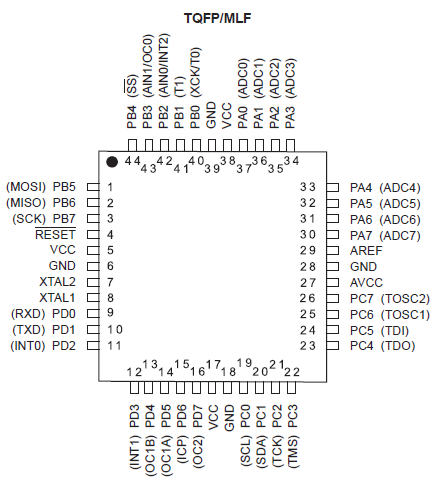 TQFP/MLF
PB4 (SS)
PB3 (AIN1/OC0)
PB2 (AIN0/INT2)
PB1 (T1)
PB0 (XCK/T0)
GND
VCC
PA0 (ADC0)
PA1 (ADC1)
PA2 (ADC2)
PA3 (ADC3)
44 43 42 41 40 39 38 37 36 35 34
(MOSI) PB5 1
(MISO) PB6 2
(SCK) PB7 3
RESET 4
VCC 5
GND 6
XTAL2 7
XTAL1 8
(RXD) PD0 9
(TXD) PD1 10
(INT0) PD2 11
33 PA4 (ADC4)
32 PA5 (ADC5)
31 PA6 (ADC6)
30 PA7 (ADC7)
29 AREF
28 GND
27 AVCC
26 PC7 (TOSC2)
25 PC6 (TOSC1)
24 PC5 (TDI)
23 PC4 (TDO)
12 13 14 15 16 17 18 19 20 21 22
(INT1) PD3
(OC1B) PD4
(OC1A) PD5
(ICP) PD6
(OC2) PD7
VCC
GND
(SCL) PC0
(SDA) PC1
(TCK) PC2
(TMS) PC3